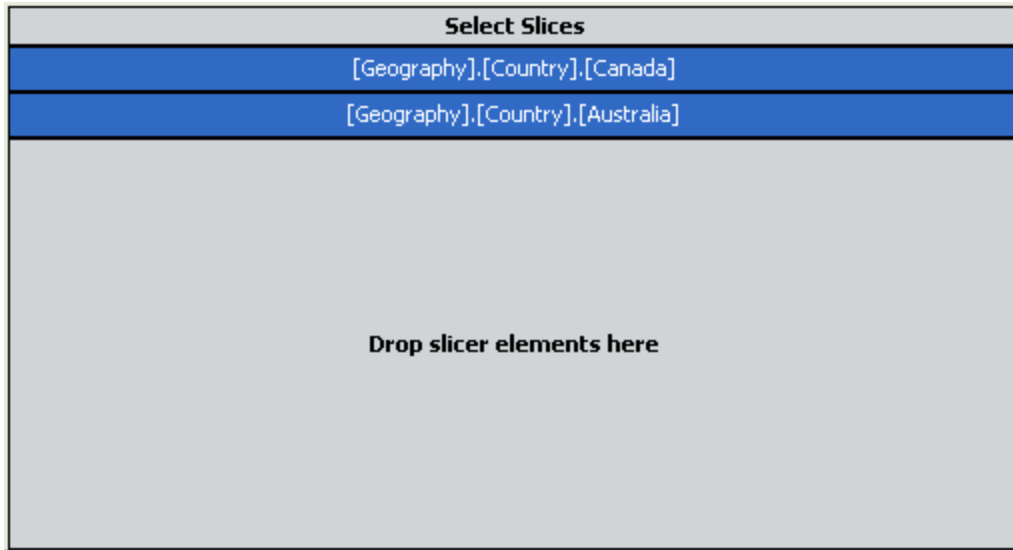 Select Slices
[Geography].[Country].[Canada]
[Geography].[Country].[Australia]
Drop slicer elements here